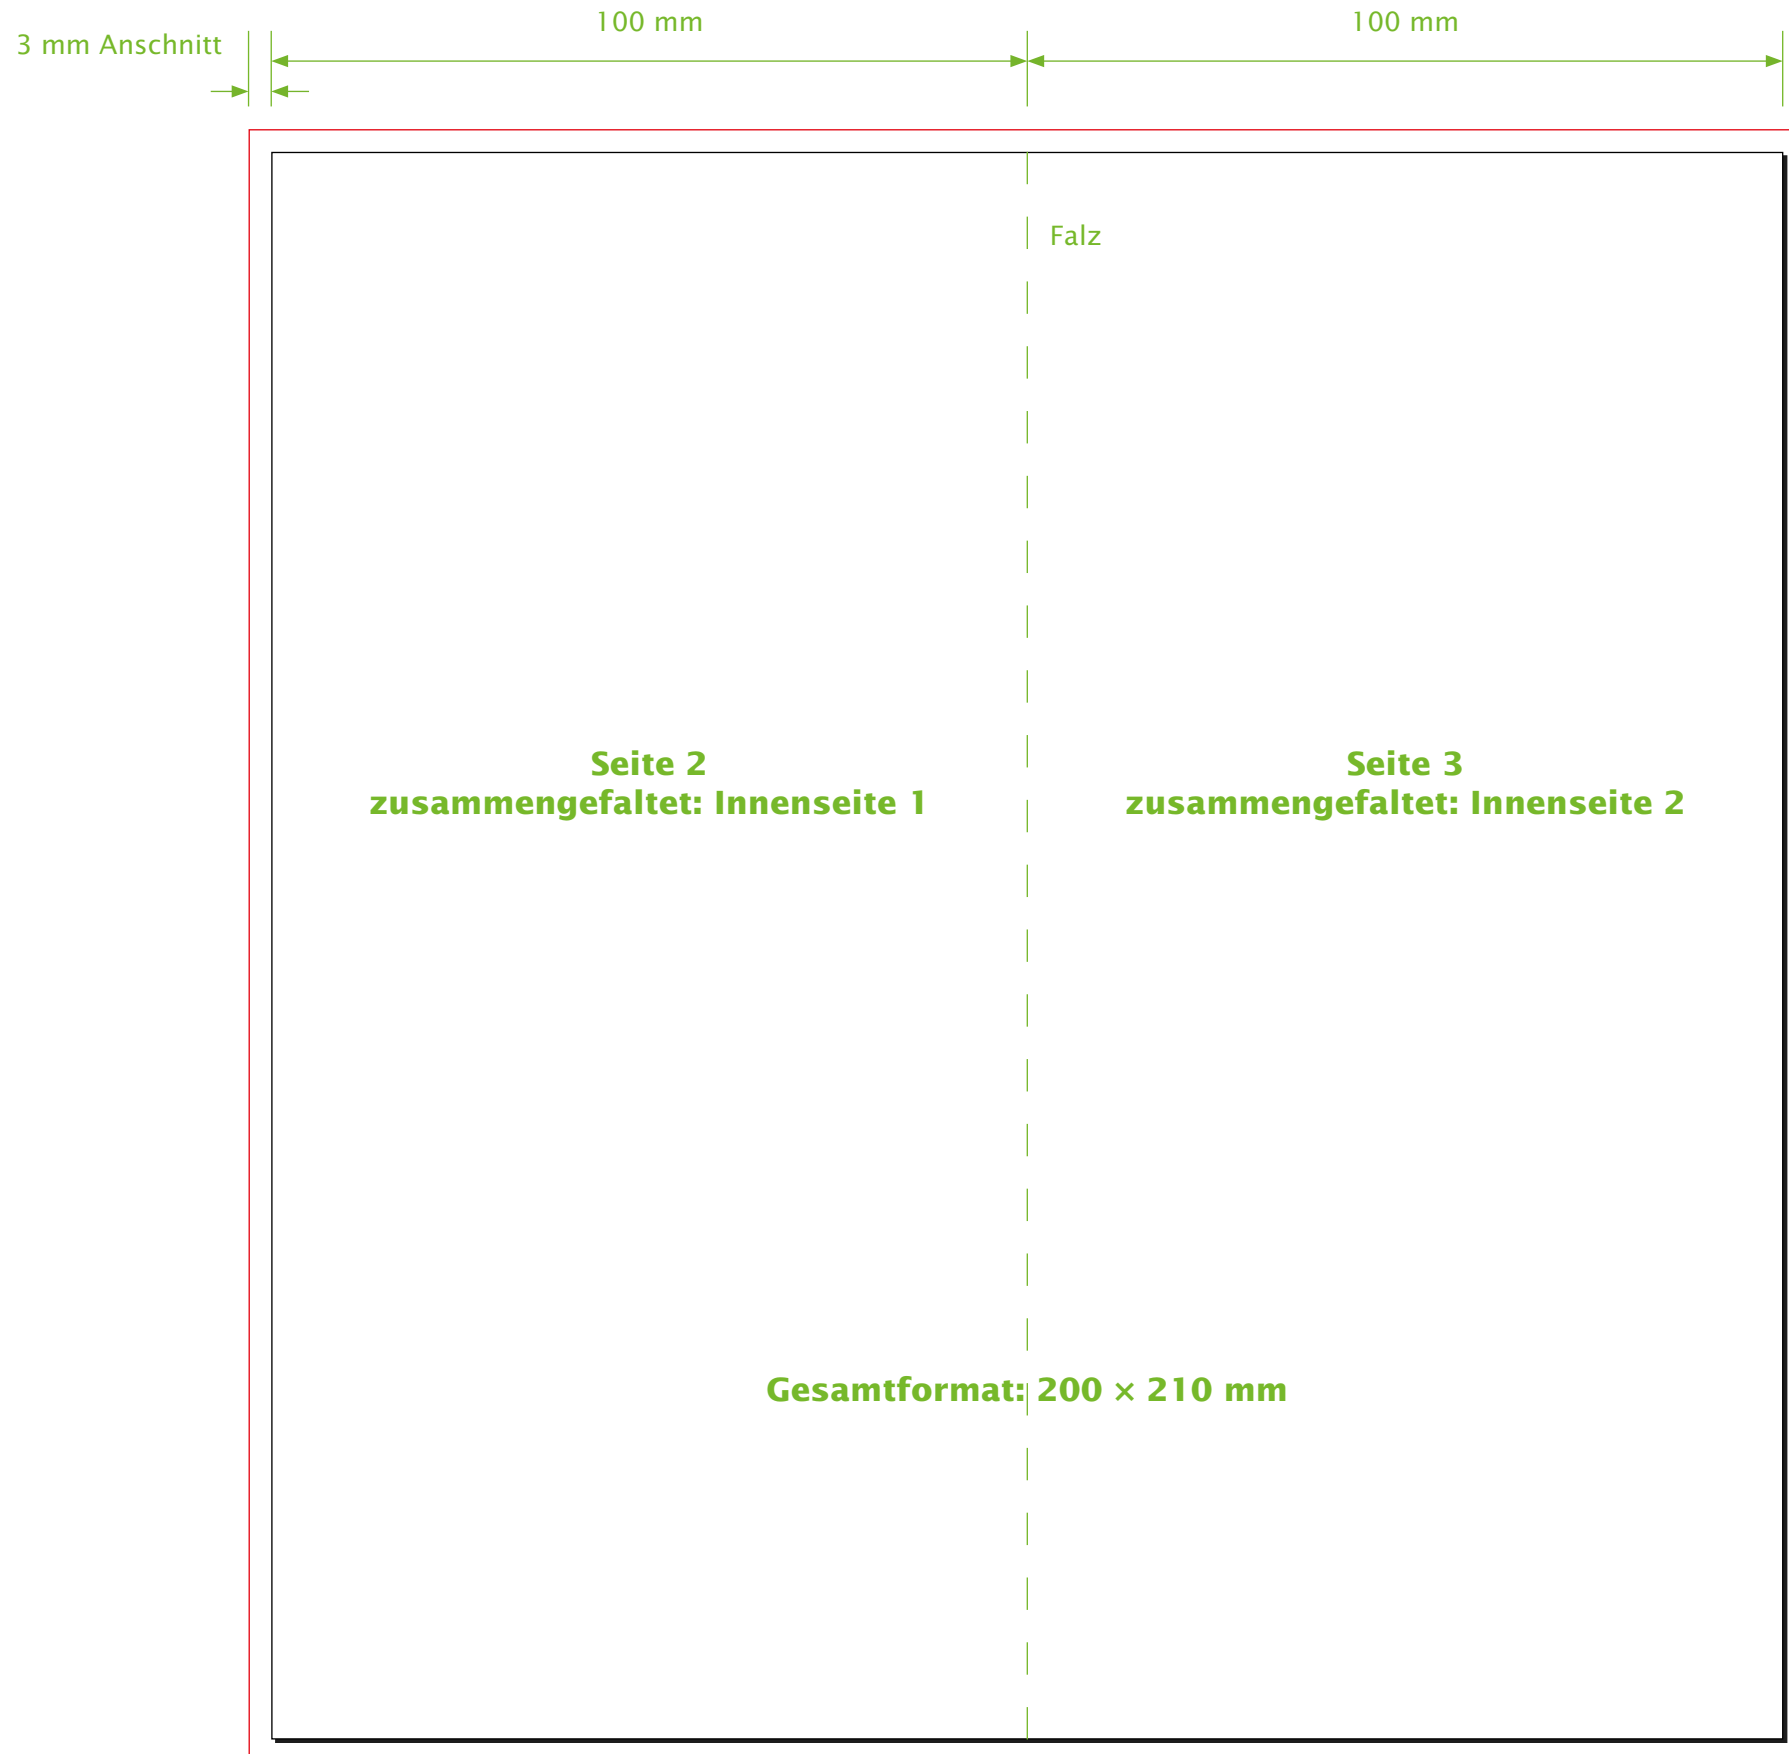 100 mm
100 mm
3 mm Anschnitt
Falz
Seite 2
zusammengefaltet: Innenseite 1
Seite 3
zusammengefaltet: Innenseite 2
Gesamtformat: 200 × 210 mm